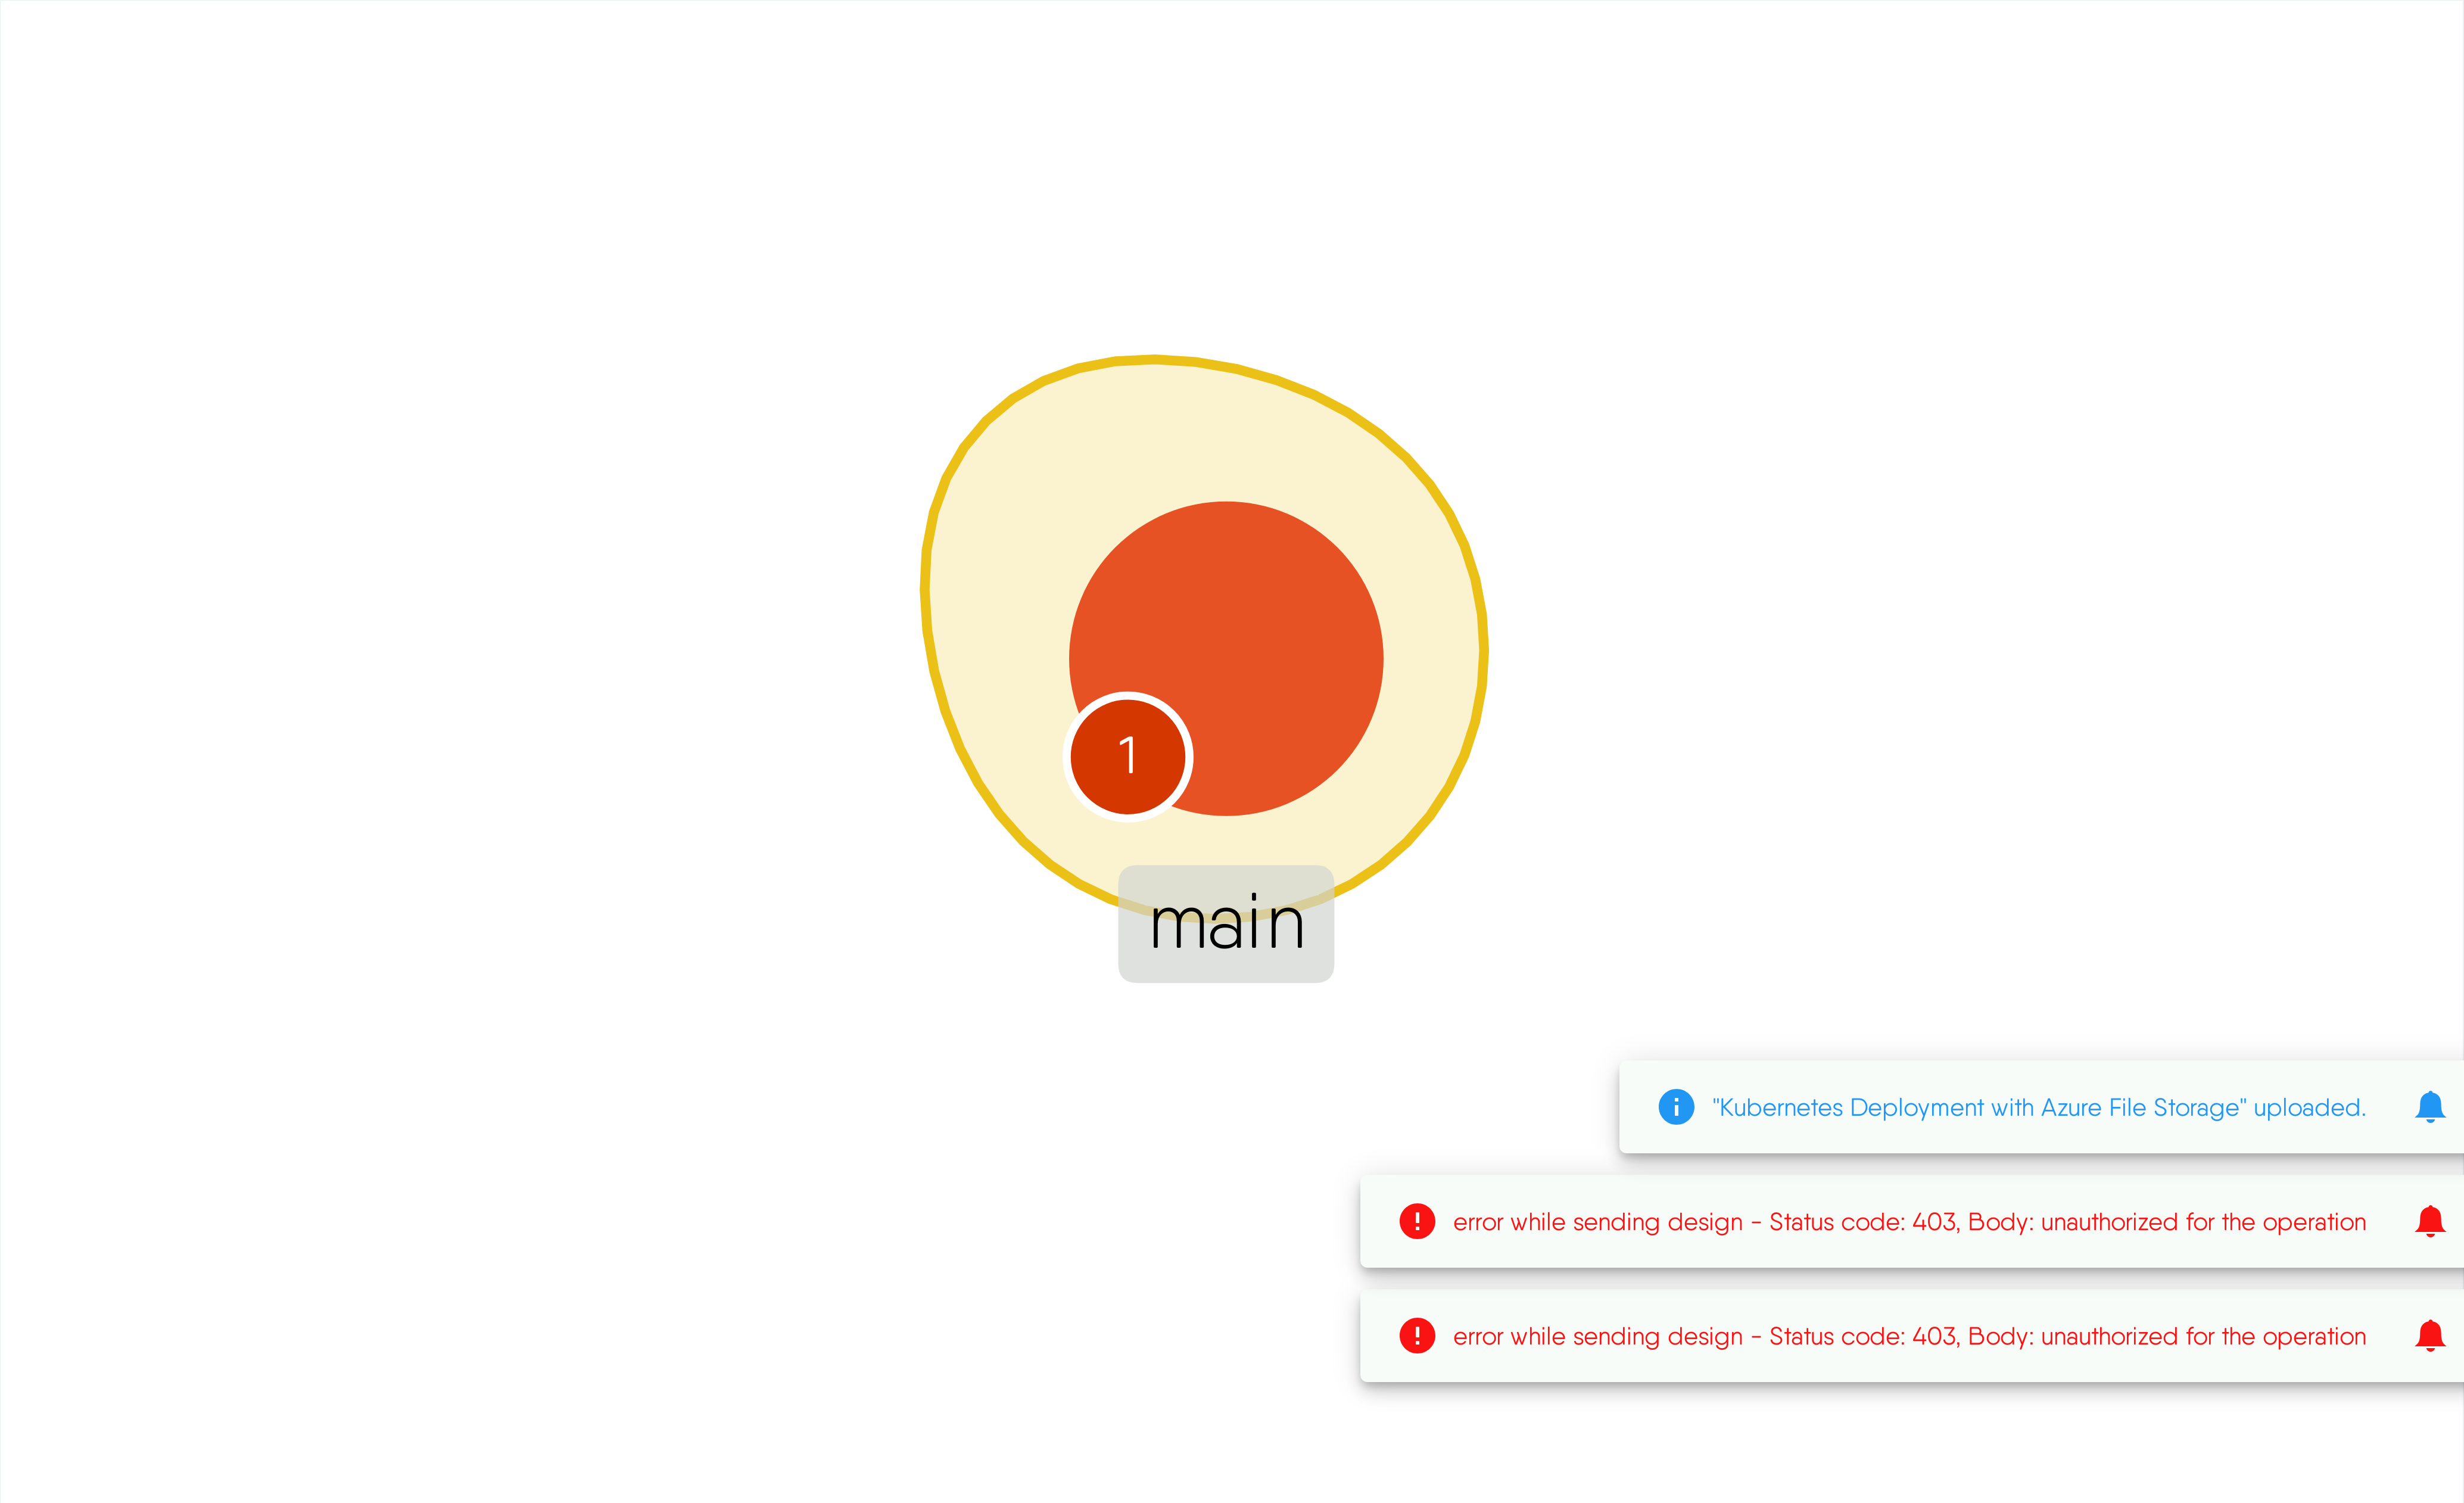 1
main
"Kubernetes Deployment with Azure File Storage" uploaded.
error while sending design - Status code: 403, Body: unauthorized for the operation
error while sending design - Status code: 403, Body: unauthorized for the operation